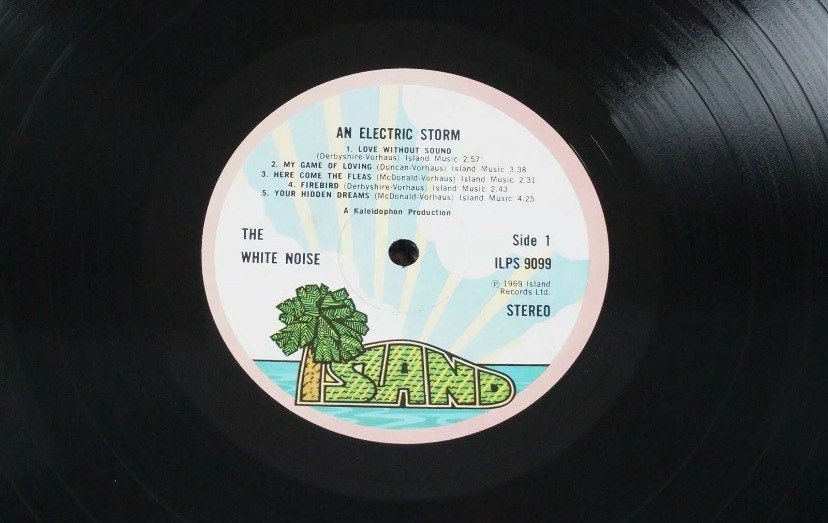 AN ELECTRIC STORM
1. LOVE WITHOUT SOUND
(Derbyshire-Vorhaus) Island Music 2.57
2. MY GAME OF LOVING (Duncan-Vorhaus) Island Music 3.38
3. HERE COME THE FLEAS (McDonald-Vorhaus) Island Music 2.31
4. FIREBIRD (Derbyshire-Vorhaus) Island Music 2.43
5. YOUR HIDDEN DREAMS (McDonald-Vorhaus) Island Music 4.25
A Kaleidophon Production
THE
WHITE NOISE
Side 1
ILPS 9099
℗ 1969 Island
Records Ltd.
STEREO
ISLAND